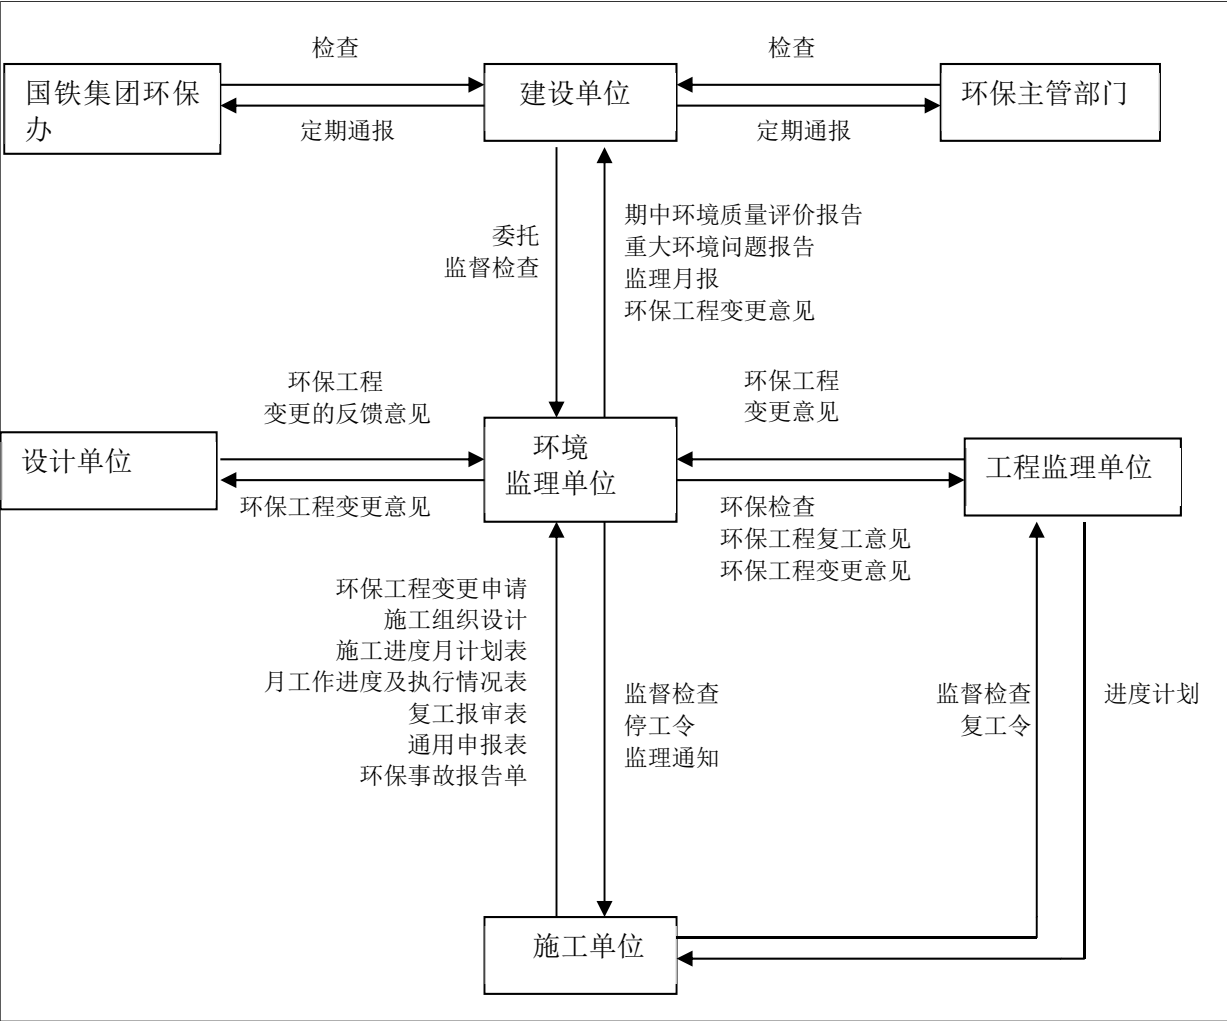 检查
检查
国铁集团环保
办
建设单位
环保主管部门
定期通报
定期通报
委托
监督检查
期中环境质量评价报告
重大环境问题报告
监理月报
环保工程变更意见
环保工程
变更的反馈意见
环保工程
变更意见
设计单位
环境
监理单位
工程监理单位
环保工程变更意见
环保检查
环保工程复工意见
环保工程变更意见
环保工程变更申请
施工组织设计
施工进度月计划表
月工作进度及执行情况表
复工报审表
通用申报表
环保事故报告单
监督检查
停工令
监理通知
监督检查
复工令
进度计划
施工单位